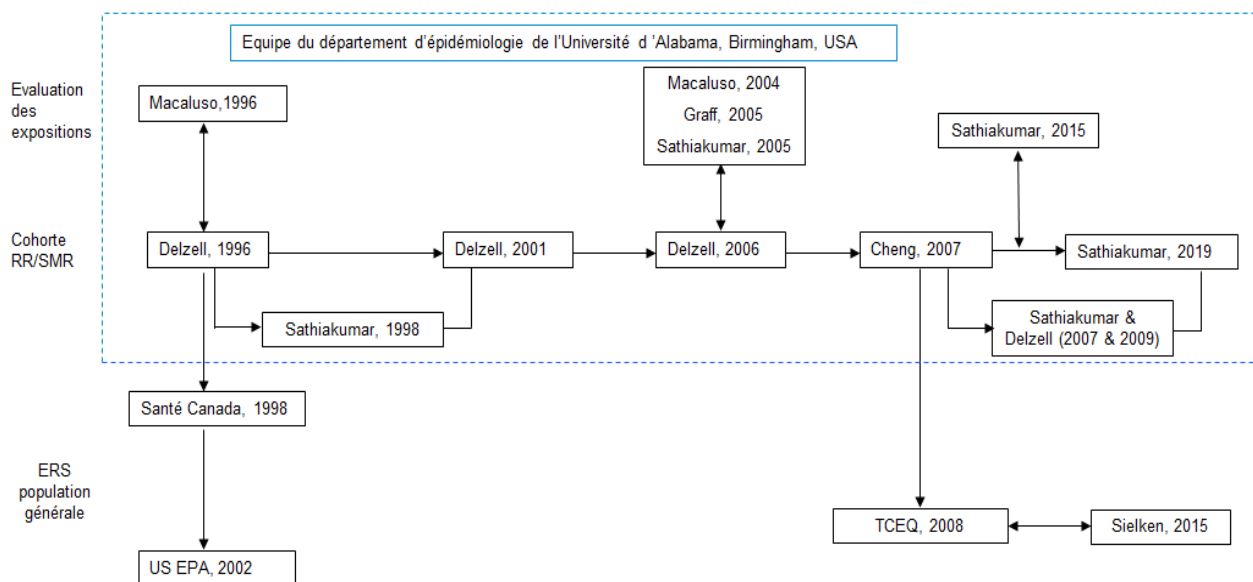 Equipe du département d'épidémiologie de l'Université d 'Alabama, Birmingham, USA
Evaluation
des
expositions
Macaluso,1996
Macaluso, 2004
Graff, 2005
Sathiakumar, 2005
Sathiakumar, 2015
Cohorte
RR/SMR
Delzell, 1996
Delzell, 2001
Delzell, 2006
Cheng, 2007
Sathiakumar, 2019
Sathiakumar, 1998
Sathiakumar &
Delzell (2007 & 2009)
Santé Canada, 1998
ERS
population
générale
TCEQ, 2008
Sielken, 2015
US EPA, 2002